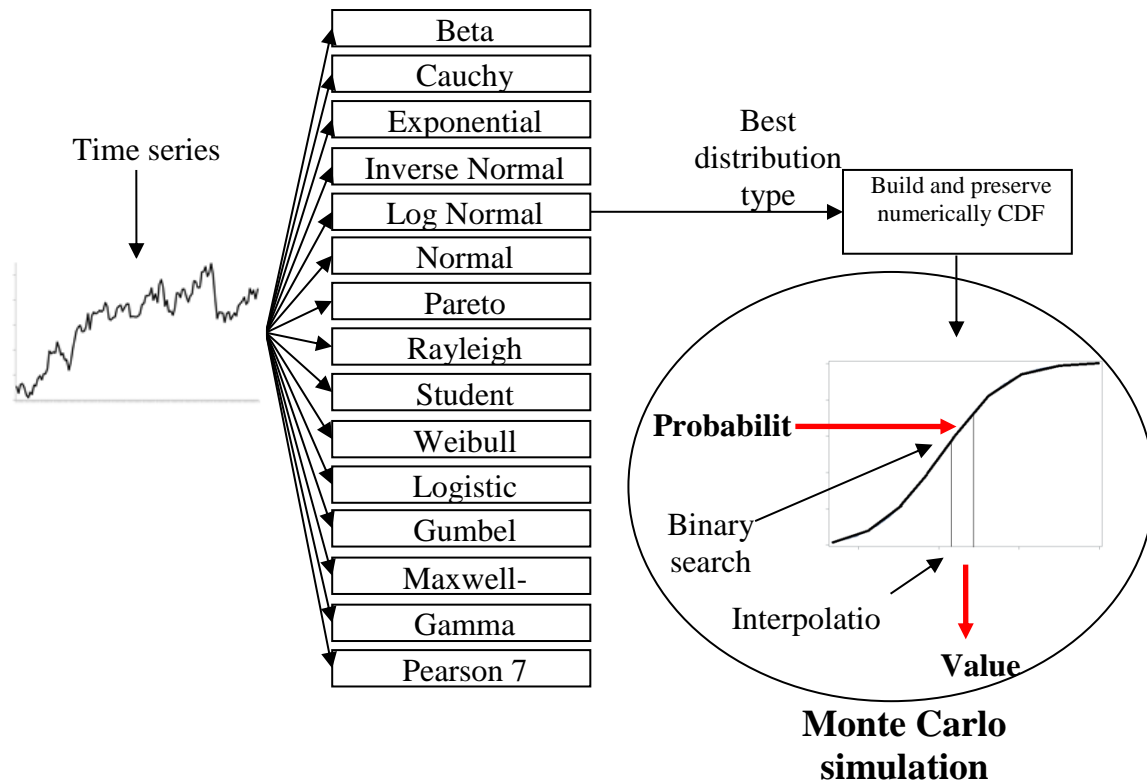 Time series
Beta
Cauchy
Exponential
Inverse Normal
Log Normal
Normal
Pareto
Rayleigh
Student
Weibull
Logistic
Gumbel
Maxwell-
Gamma
Pearson 7
Best
distribution
type
Build and preserve
numerically CDF
Probabilit
Binary
search
Interpolatio
Value
Monte Carlo
simulation